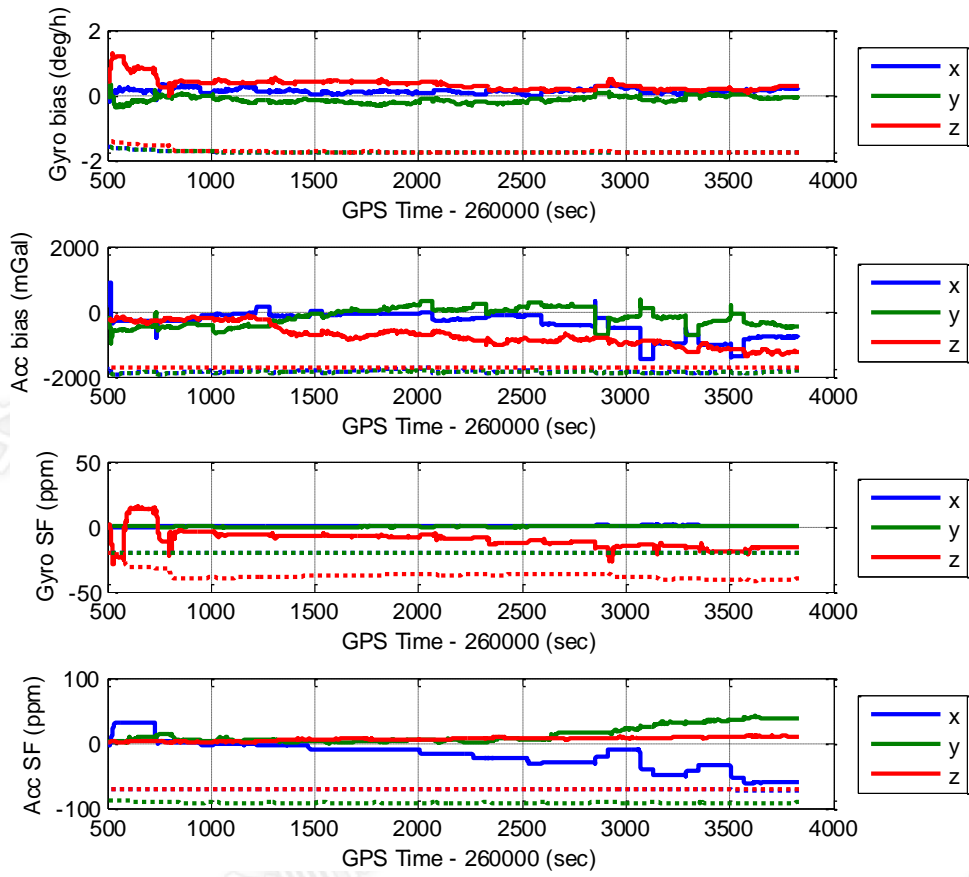 2
0
-2
Gyro bias (deg/h)
500 1000 1500 2000 2500 3000 3500 4000
GPS Time - 260000 (sec)
x
y
z
2000
0
-2000
Acc bias (mGal)
500 1000 1500 2000 2500 3000 3500 4000
GPS Time - 260000 (sec)
x
y
z
50
0
-50
Gyro SF (ppm)
500 1000 1500 2000 2500 3000 3500 4000
GPS Time - 260000 (sec)
x
y
z
100
0
-100
Acc SF (ppm)
500 1000 1500 2000 2500 3000 3500 4000
GPS Time - 260000 (sec)
x
y
z